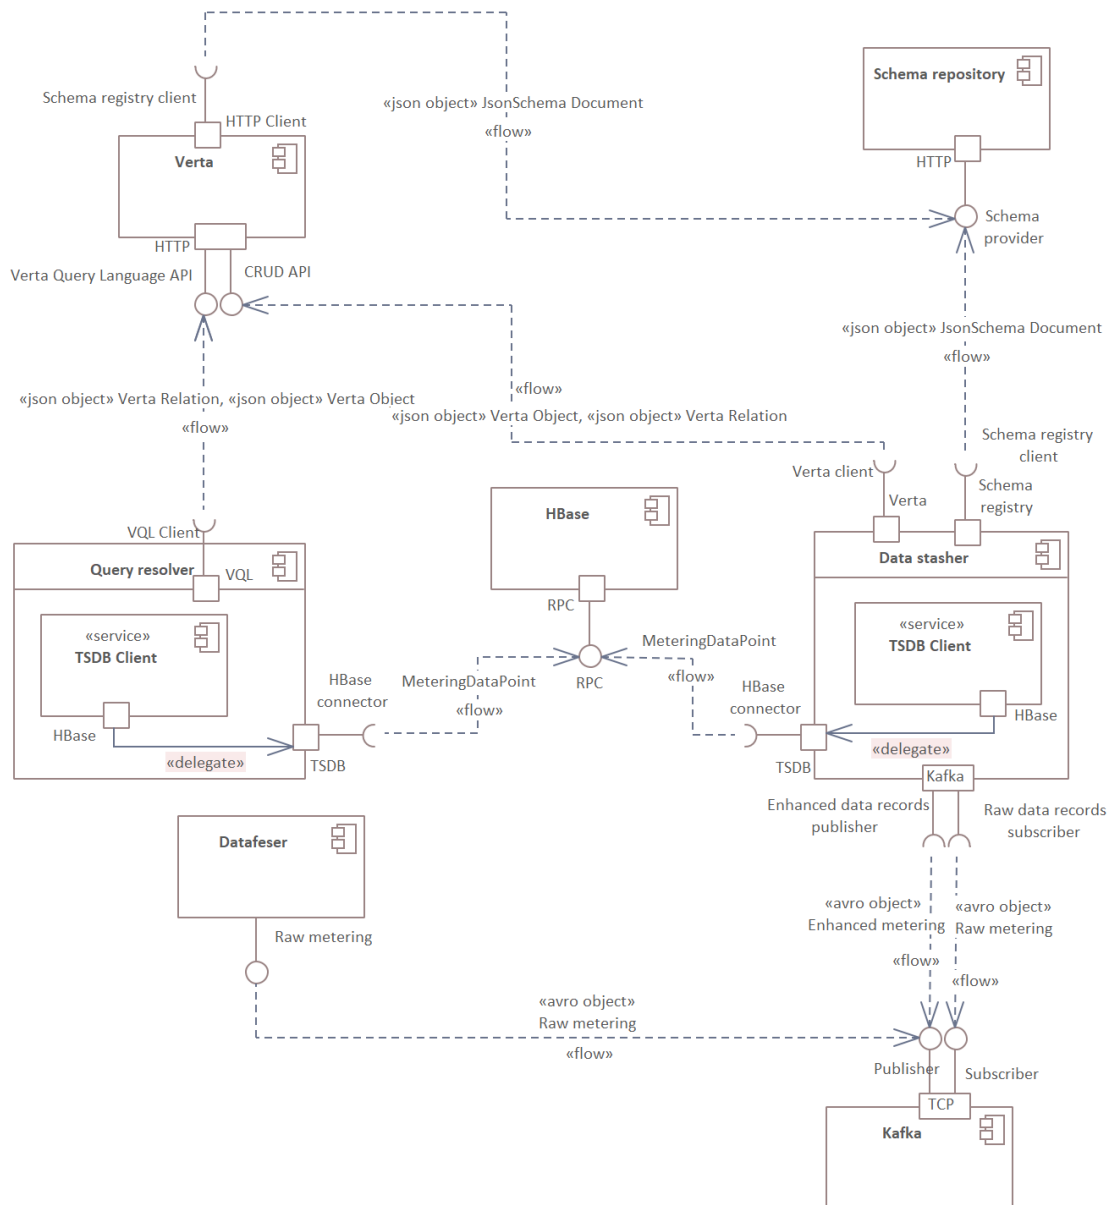 Schema repository
Schema registry client
«json object» JsonSchema Document
HTTP Client
«flow»
Verta
HTTP
Schema
provider
HTTP
Verta Query Language API
CRUD API
«json object» JsonSchema Document
«flow»
«flow»
«json object» Verta Relation, «json object» Verta Object
«json object» Verta Object, «json object» Verta Relation
«flow»
Schema registry
client
Verta client
Schema
registry
Verta
HBase
VQL Client
Query resolver
VQL
Data stasher
RPC
«service»
TSDB Client
«service»
TSDB Client
MeteringDataPoint
«flow»
RPC
HBase
connector
MeteringDataPoint
«flow»
HBase
connector
HBase
HBase
«delegate»
TSDB
«delegate»
TSDB
Kafka
Enhanced data records
publisher
Raw data records
subscriber
Datafeser
«avro object»
Enhanced metering
«avro object»
Raw metering
Raw metering
«flow»
«flow»
«avro object»
Raw metering
«flow»
Publisher
Subscriber
TCP
Kafka